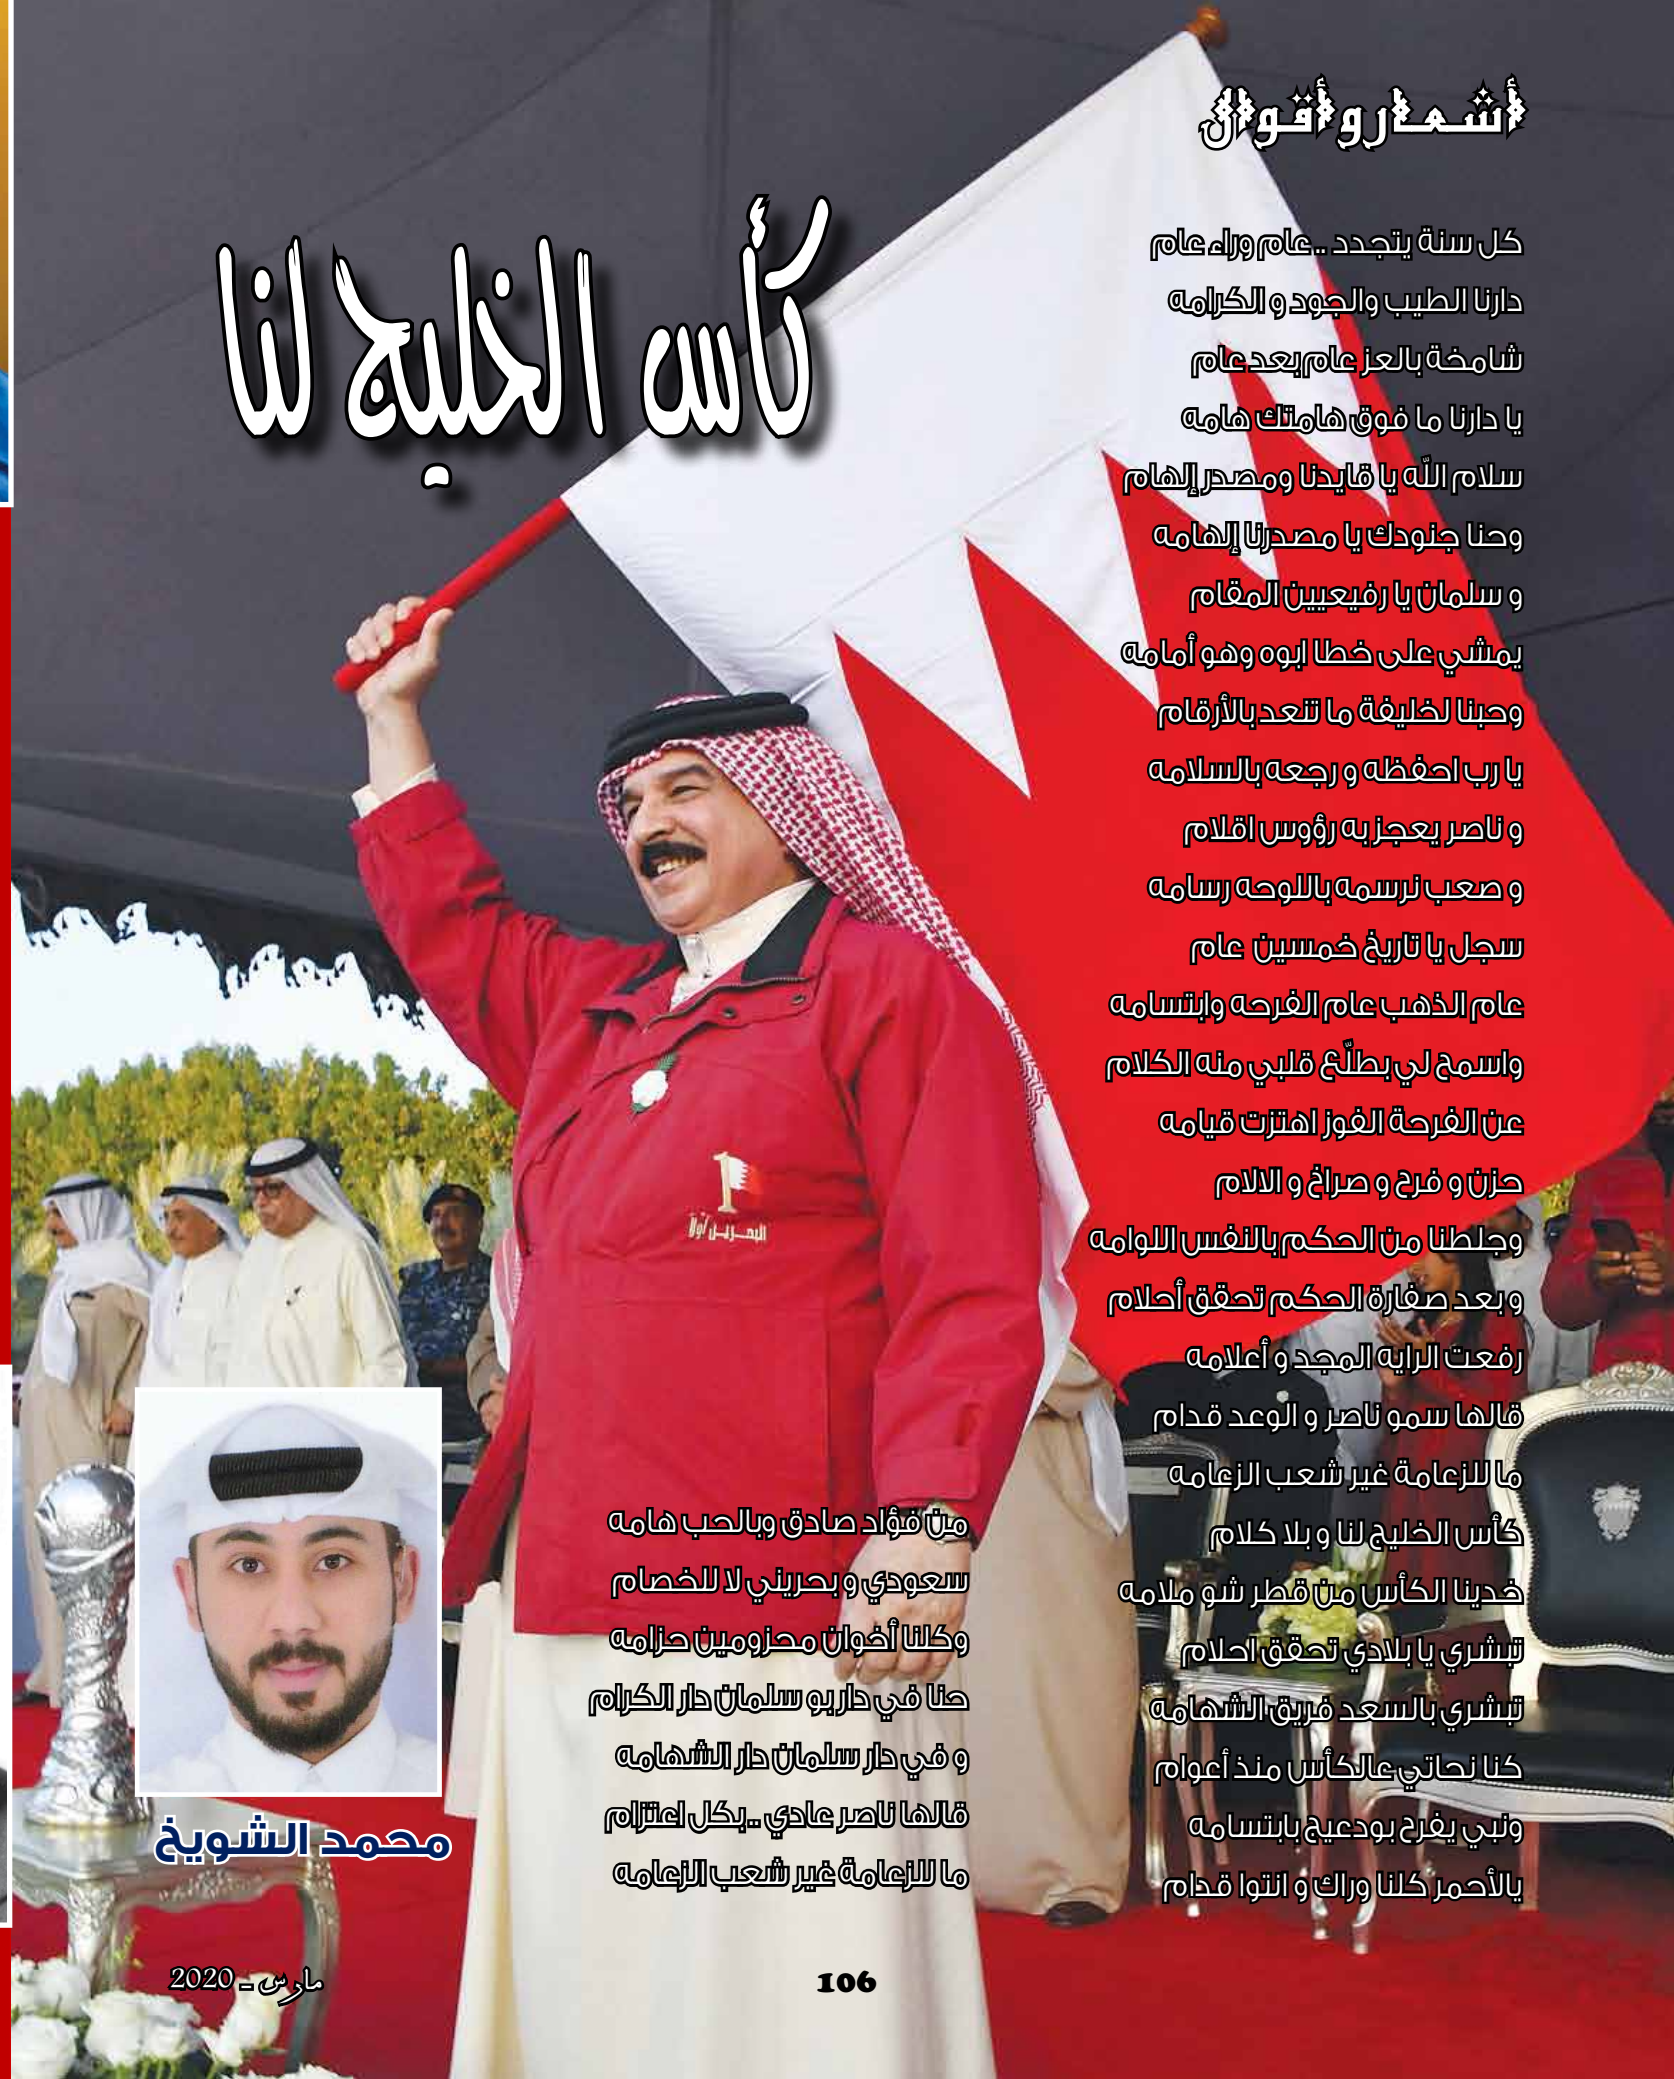 أشعار وأقوال
كأس الخليج لنا
كل سنة يتجدد .. عام وراء عام
دارنا الطيب والجود و الكرامه
شامخة بالعز عام بعد عام
يا دارنا ما فوق هامتك هامه
سلام الله يا قايدنا ومصدر إلهام
وحنا جنودك يا مصدرنا إلهامه
و سلمان يا رفيعيين المقام
يمشي على خطا ابوه وهو أمامه
وحبنا لخليفة ما تنعد بالأرقام
يا رب احفظه و رجعه بالسلامه
و ناصر يعجز به رؤوس اقلام
و صعب نرسمه باللوحه رسامه
سجل يا تاريخ خمسين عام
عام الذهب عام الفرحه وابتسامه
واسمح لي بطلّع قلبي منه الكلام
عن الفرحة الفوز اهتزت قيامه
حزن و فرح و صراخ و الالام
وجلطنا من الحكم بالنفس اللوامه
و بعد صفارة الحكم تحقق أحلام
رفعت الرايه المجد و أعلامه
قالها سمو ناصر و الوعد قدام
ما للزعامة غير شعب الزعامه
كأس الخليج لنا و بلا كلام
خدينا الكأس من قطر شو ملامه
تبشري يا بلادي تحقق احلام
تبشري بالسعد فريق الشهامه
كنا نحاتي عالكأس منذ أعوام
ونبي يفرح بودعيج بابتسامه
يالأحمر كلنا وراك و انتوا قدام
من فؤاد صادق وبالحب هامه
سعودي و بحريني لا للخصام
وكلنا أخوان محزومين حزامه
حنا في دار بو سلمان دار الكرام
و في دار سلمان دار الشهامه
قالها ناصر عادي .. بكل اعتزام
ما للزعامة غير شعب الزعامه
1
البحرين أولاً
محمد الشويخ
106
مارس - 2020